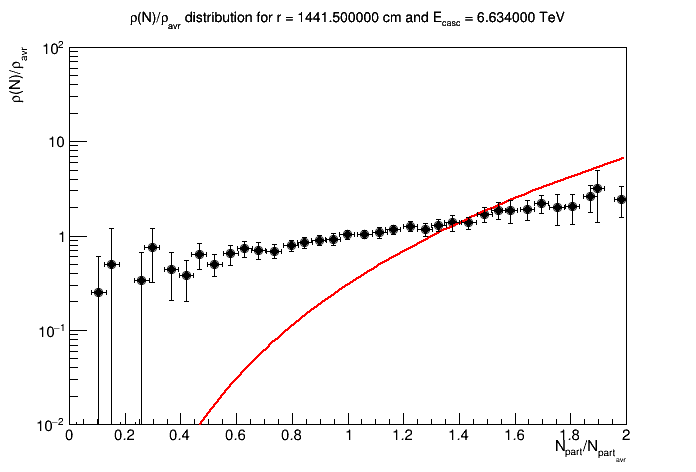 ρ(N)/ρavr distribution for r = 1441.500000 cm and Ecasc = 6.634000 TeV
ρ(N)/ρavr
10²
10
1
10⁻¹
10⁻²
0 0.2 0.4 0.6 0.8 1 1.2 1.4 1.6 1.8 2
Npart/Npartavr